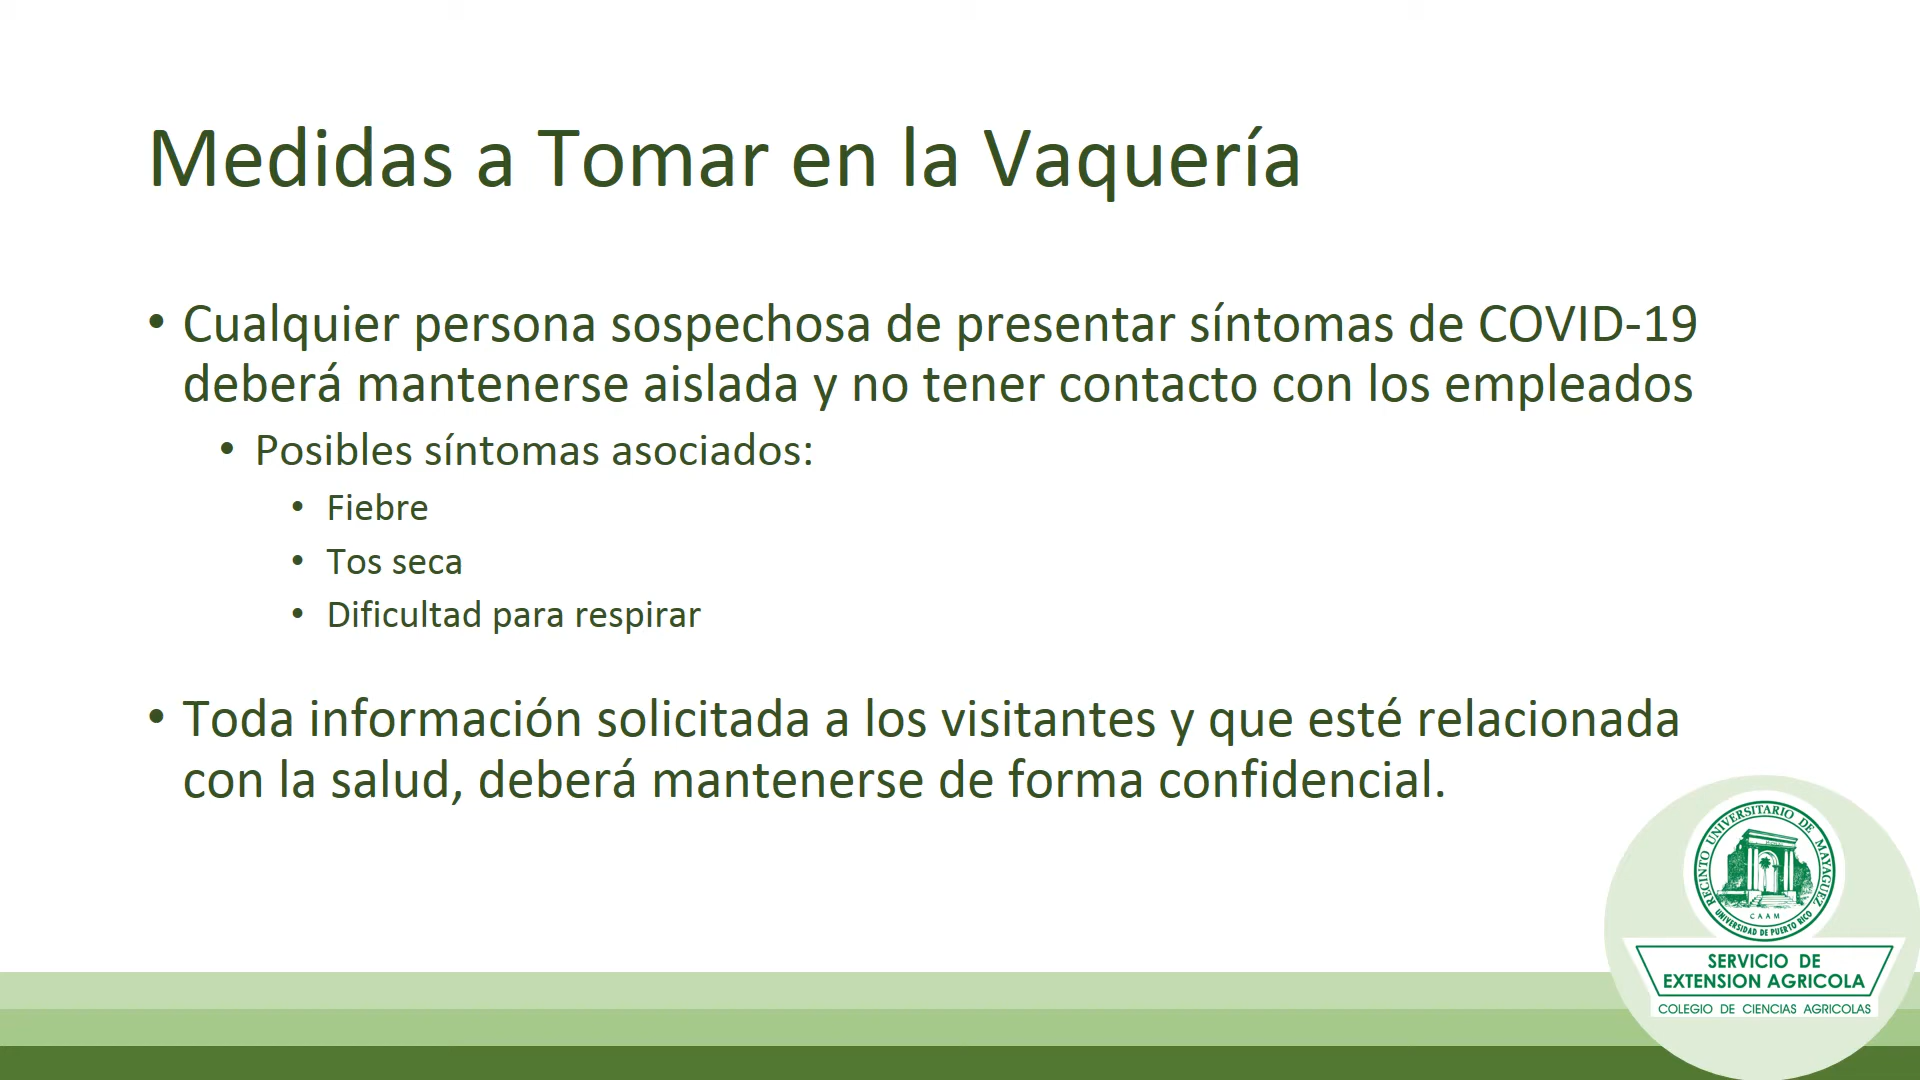 Medidas a Tomar en la Vaquería
• Cualquier persona sospechosa de presentar síntomas de COVID-19
deberá mantenerse aislada y no tener contacto con los empleados
• Posibles síntomas asociados:
• Fiebre
• Tos seca
• Dificultad para respirar
• Toda información solicitada a los visitantes y que esté relacionada
con la salud, deberá mantenerse de forma confidencial.
RECINTO UNIVERSITARIO DE MAYAGUEZ
CAAM
UNIVERSIDAD DE PUERTO RICO
SERVICIO DE
EXTENSION AGRICOLA
COLEGIO DE CIENCIAS AGRICOLAS